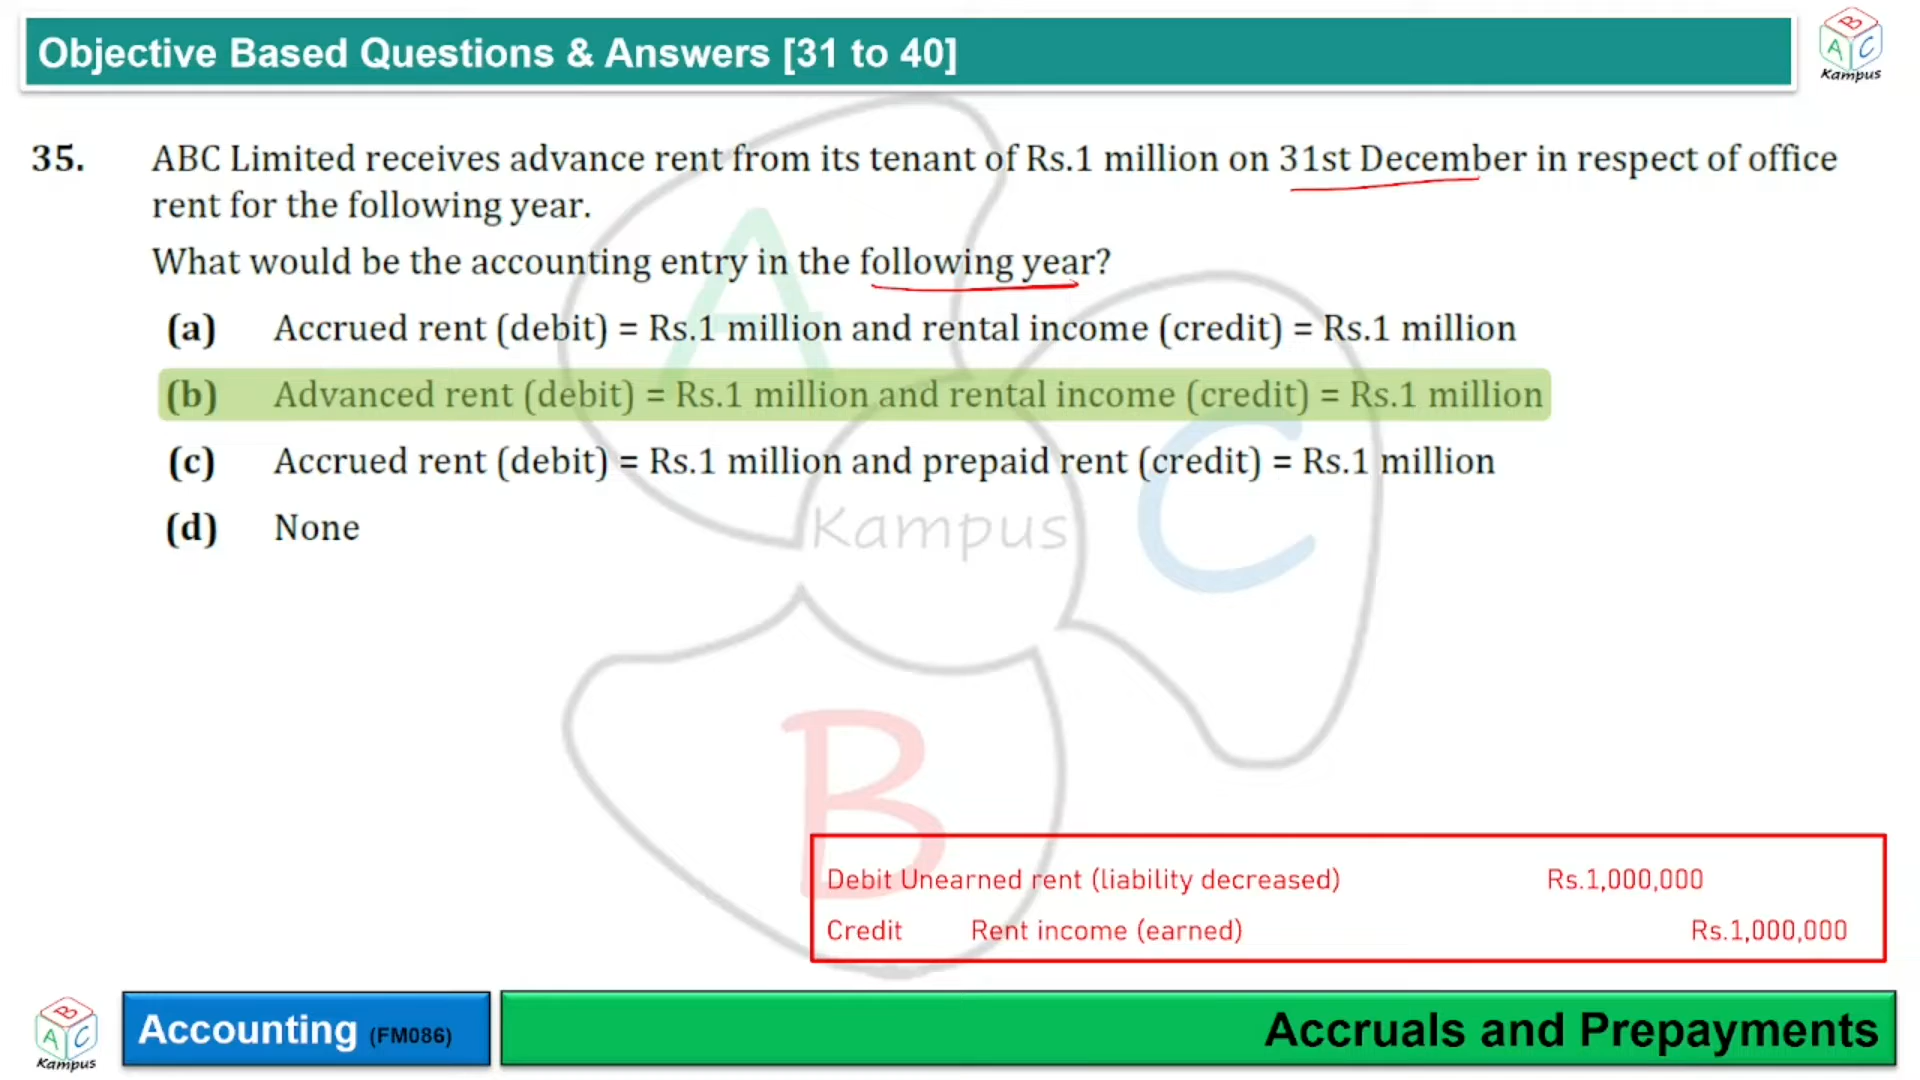 Objective Based Questions & Answers [31 to 40]
B
A C
Kampus
35. ABC Limited receives advance rent from its tenant of Rs.1 million on 31st December in respect of office
rent for the following year.
What would be the accounting entry in the following year?
(a) Accrued rent (debit) = Rs.1 million and rental income (credit) = Rs.1 million
(b) Advanced rent (debit) = Rs.1 million and rental income (credit) = Rs.1 million
(c) Accrued rent (debit) = Rs.1 million and prepaid rent (credit) = Rs.1 million
(d) None
A
C
Kampus
B
Debit Unearned rent (liability decreased) Rs.1,000,000
Credit Rent income (earned) Rs.1,000,000
B
A C
Kampus
Accounting (FM086)
Accruals and Prepayments